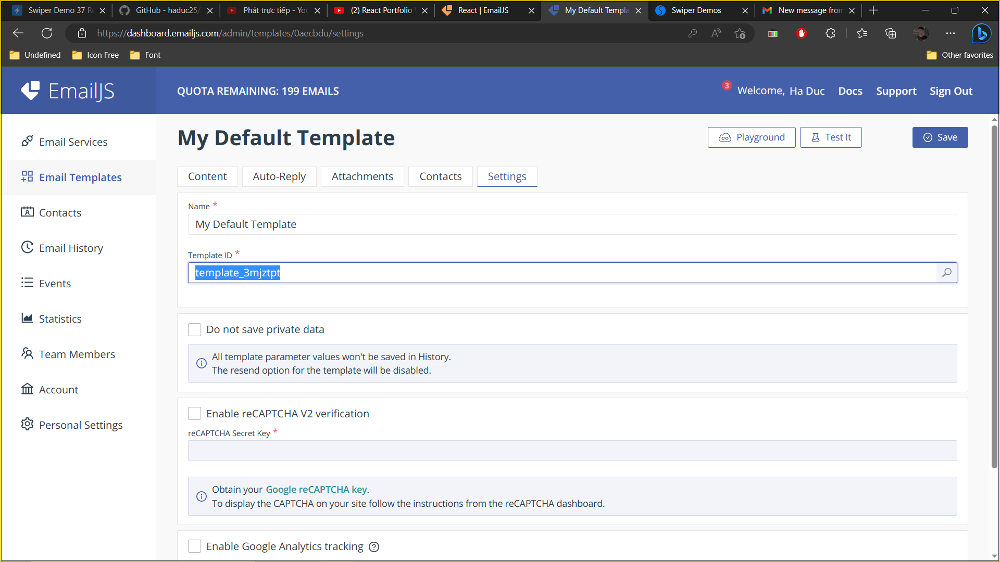 Swiper Demo 37 Re
GitHub - haduc25/
Phát trực tiếp - You
(2) React Portfolio
React | EmailJS
My Default Templa
Swiper Demos
New message from
https://dashboard.emailjs.com/admin/templates/0aecbdu/settings
Undefined
Icon Free
Font
Other favorites
EmailJS
QUOTA REMAINING: 199 EMAILS
3
Welcome, Ha Duc
Docs
Support
Sign Out
Email Services
Email Templates
Contacts
Email History
Events
Statistics
Team Members
Account
Personal Settings
My Default Template
Playground
Test It
Save
Content
Auto-Reply
Attachments
Contacts
Settings
Name *
My Default Template
Template ID *
template_3mjztpt
Do not save private data
All template parameter values won't be saved in History.
The resend option for the template will be disabled.
Enable reCAPTCHA V2 verification
reCAPTCHA Secret Key *
Obtain your Google reCAPTCHA key.
To display the CAPTCHA on your site follow the instructions from the reCAPTCHA dashboard.
Enable Google Analytics tracking